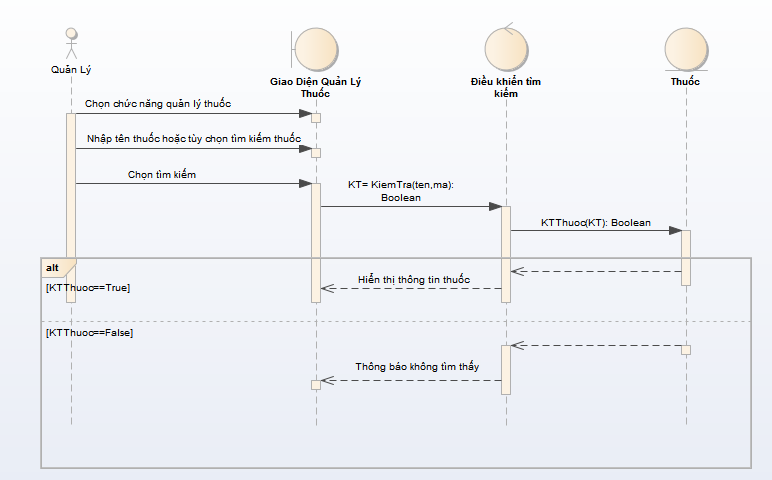 Quản Lý
Giao Diện Quản Lý
Thuốc
Điều khiển tìm
kiếm
Thuốc
Chọn chức năng quản lý thuốc
Nhập tên thuốc hoặc tùy chọn tìm kiếm thuốc
Chọn tìm kiếm
KT= KiemTra(ten,ma):
Boolean
KTThuoc(KT): Boolean
alt
[KTThuoc==True]
Hiển thị thông tin thuốc
[KTThuoc==False]
Thông báo không tìm thấy